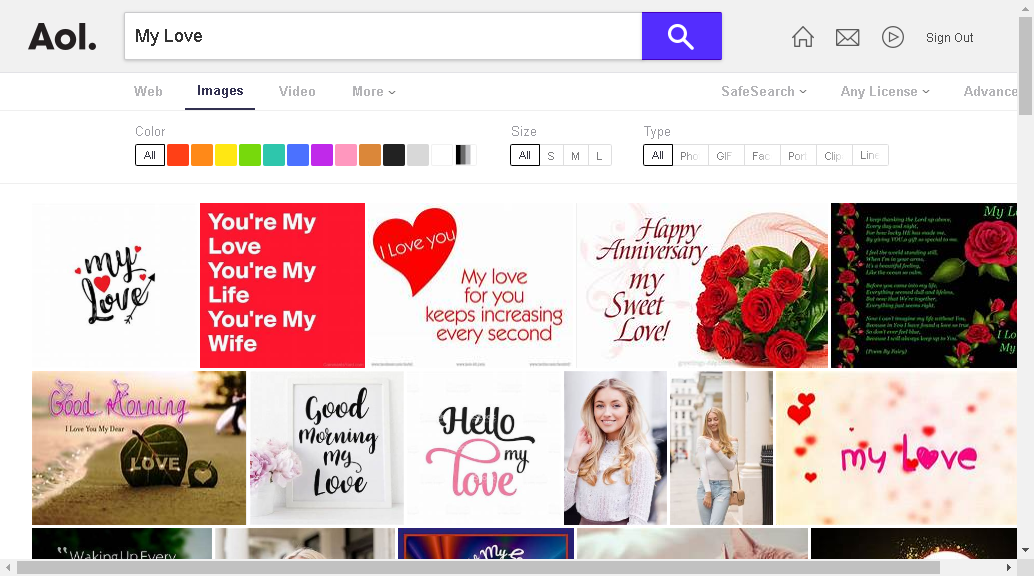 Aol.
My Love
Sign Out
Web
Images
Video
More
SafeSearch
Any License
Advance
Color
Size
Type
All
All
S
M
L
All
Pho
GIF
Fac
Por
Clip
Line
my
Love
You're My
Love
You're My
Life
You're My
Wife
I Love you
My love
for you
keeps increasing
every second
Happy
Anniversary
my
Sweet
Love!
My L
I keep thanking the Lord up above,
Every day and night,
For how lucky HE has made me,
By giving YOU,a gift so special to me.
I feel the world standing still,
When I'm in your arms,
It's a beautiful feeling,
Like the ocean so calm.
Before you came into my life,
Everything seemed dull and lifeless,
But now that We're together,
Everything just seems right.
Now i can't imagine my life without You,
Because in You I have found a love so true.
So don't ever feel blue,
Because I will always keep up to You.
(Poem By Fairy)
I Lo
My
Good Morning
I Love You My Dear
LOVE
Good
morning
my
Love
Hello
my
love
my love
"Waking Up Every
My